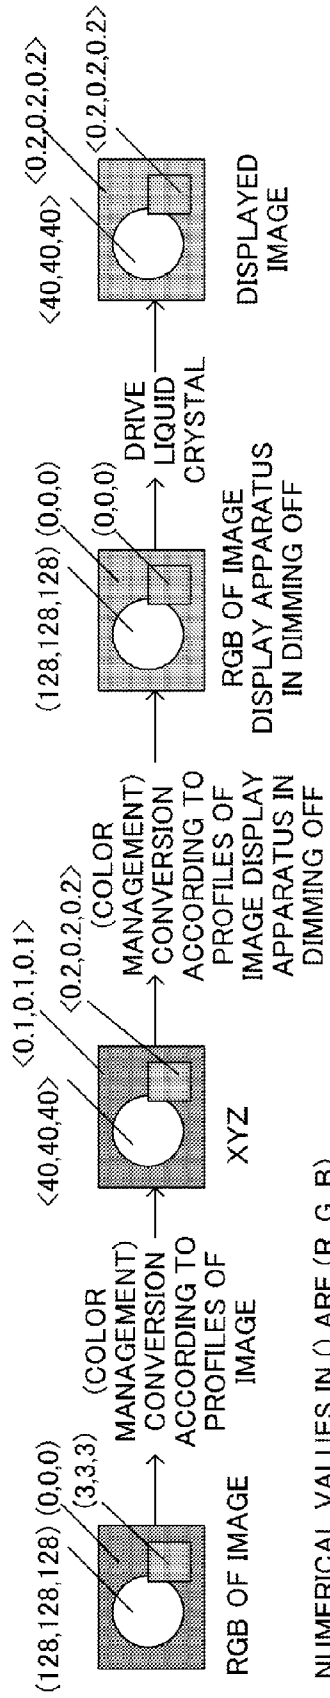 (128,128,128) (0,0,0)
(3,3,3)
RGB OF IMAGE
(COLOR
MANAGEMENT)
CONVERSION
ACCORDING TO
PROFILES OF
IMAGE
<40,40,40>
<0.1,0.1,0.1>
<0.2,0.2,0.2>
XYZ
(COLOR
MANAGEMENT)
CONVERSION
ACCORDING TO
PROFILES OF
IMAGE DISPLAY
APPARATUS IN
DIMMING OFF
(128,128,128) (0,0,0)
(0,0,0)
RGB OF IMAGE
DISPLAY APPARATUS
IN DIMMING OFF
DRIVE
LIQUID
CRYSTAL
<40,40,40>
<0.2,0.2,0.2>
<0.2,0.2,0.2>
DISPLAYED
IMAGE
NUMERICAL VALUES IN () ARE (R, G, B)